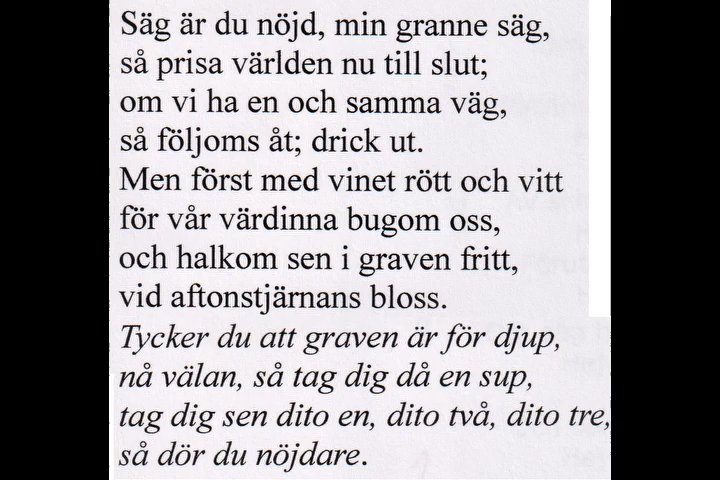 Säg är du nöjd, min granne säg,
så prisa världen nu till slut;
om vi ha en och samma väg,
så följoms åt; drick ut.
Men först med vinet rött och vitt
för vår värdinna bugom oss,
och halkom sen i graven fritt,
vid aftonstjärnans bloss.
Tycker du att graven är för djup,
nå välan, så tag dig då en sup,
tag dig sen dito en, dito två, dito tre,
så dör du nöjdare.